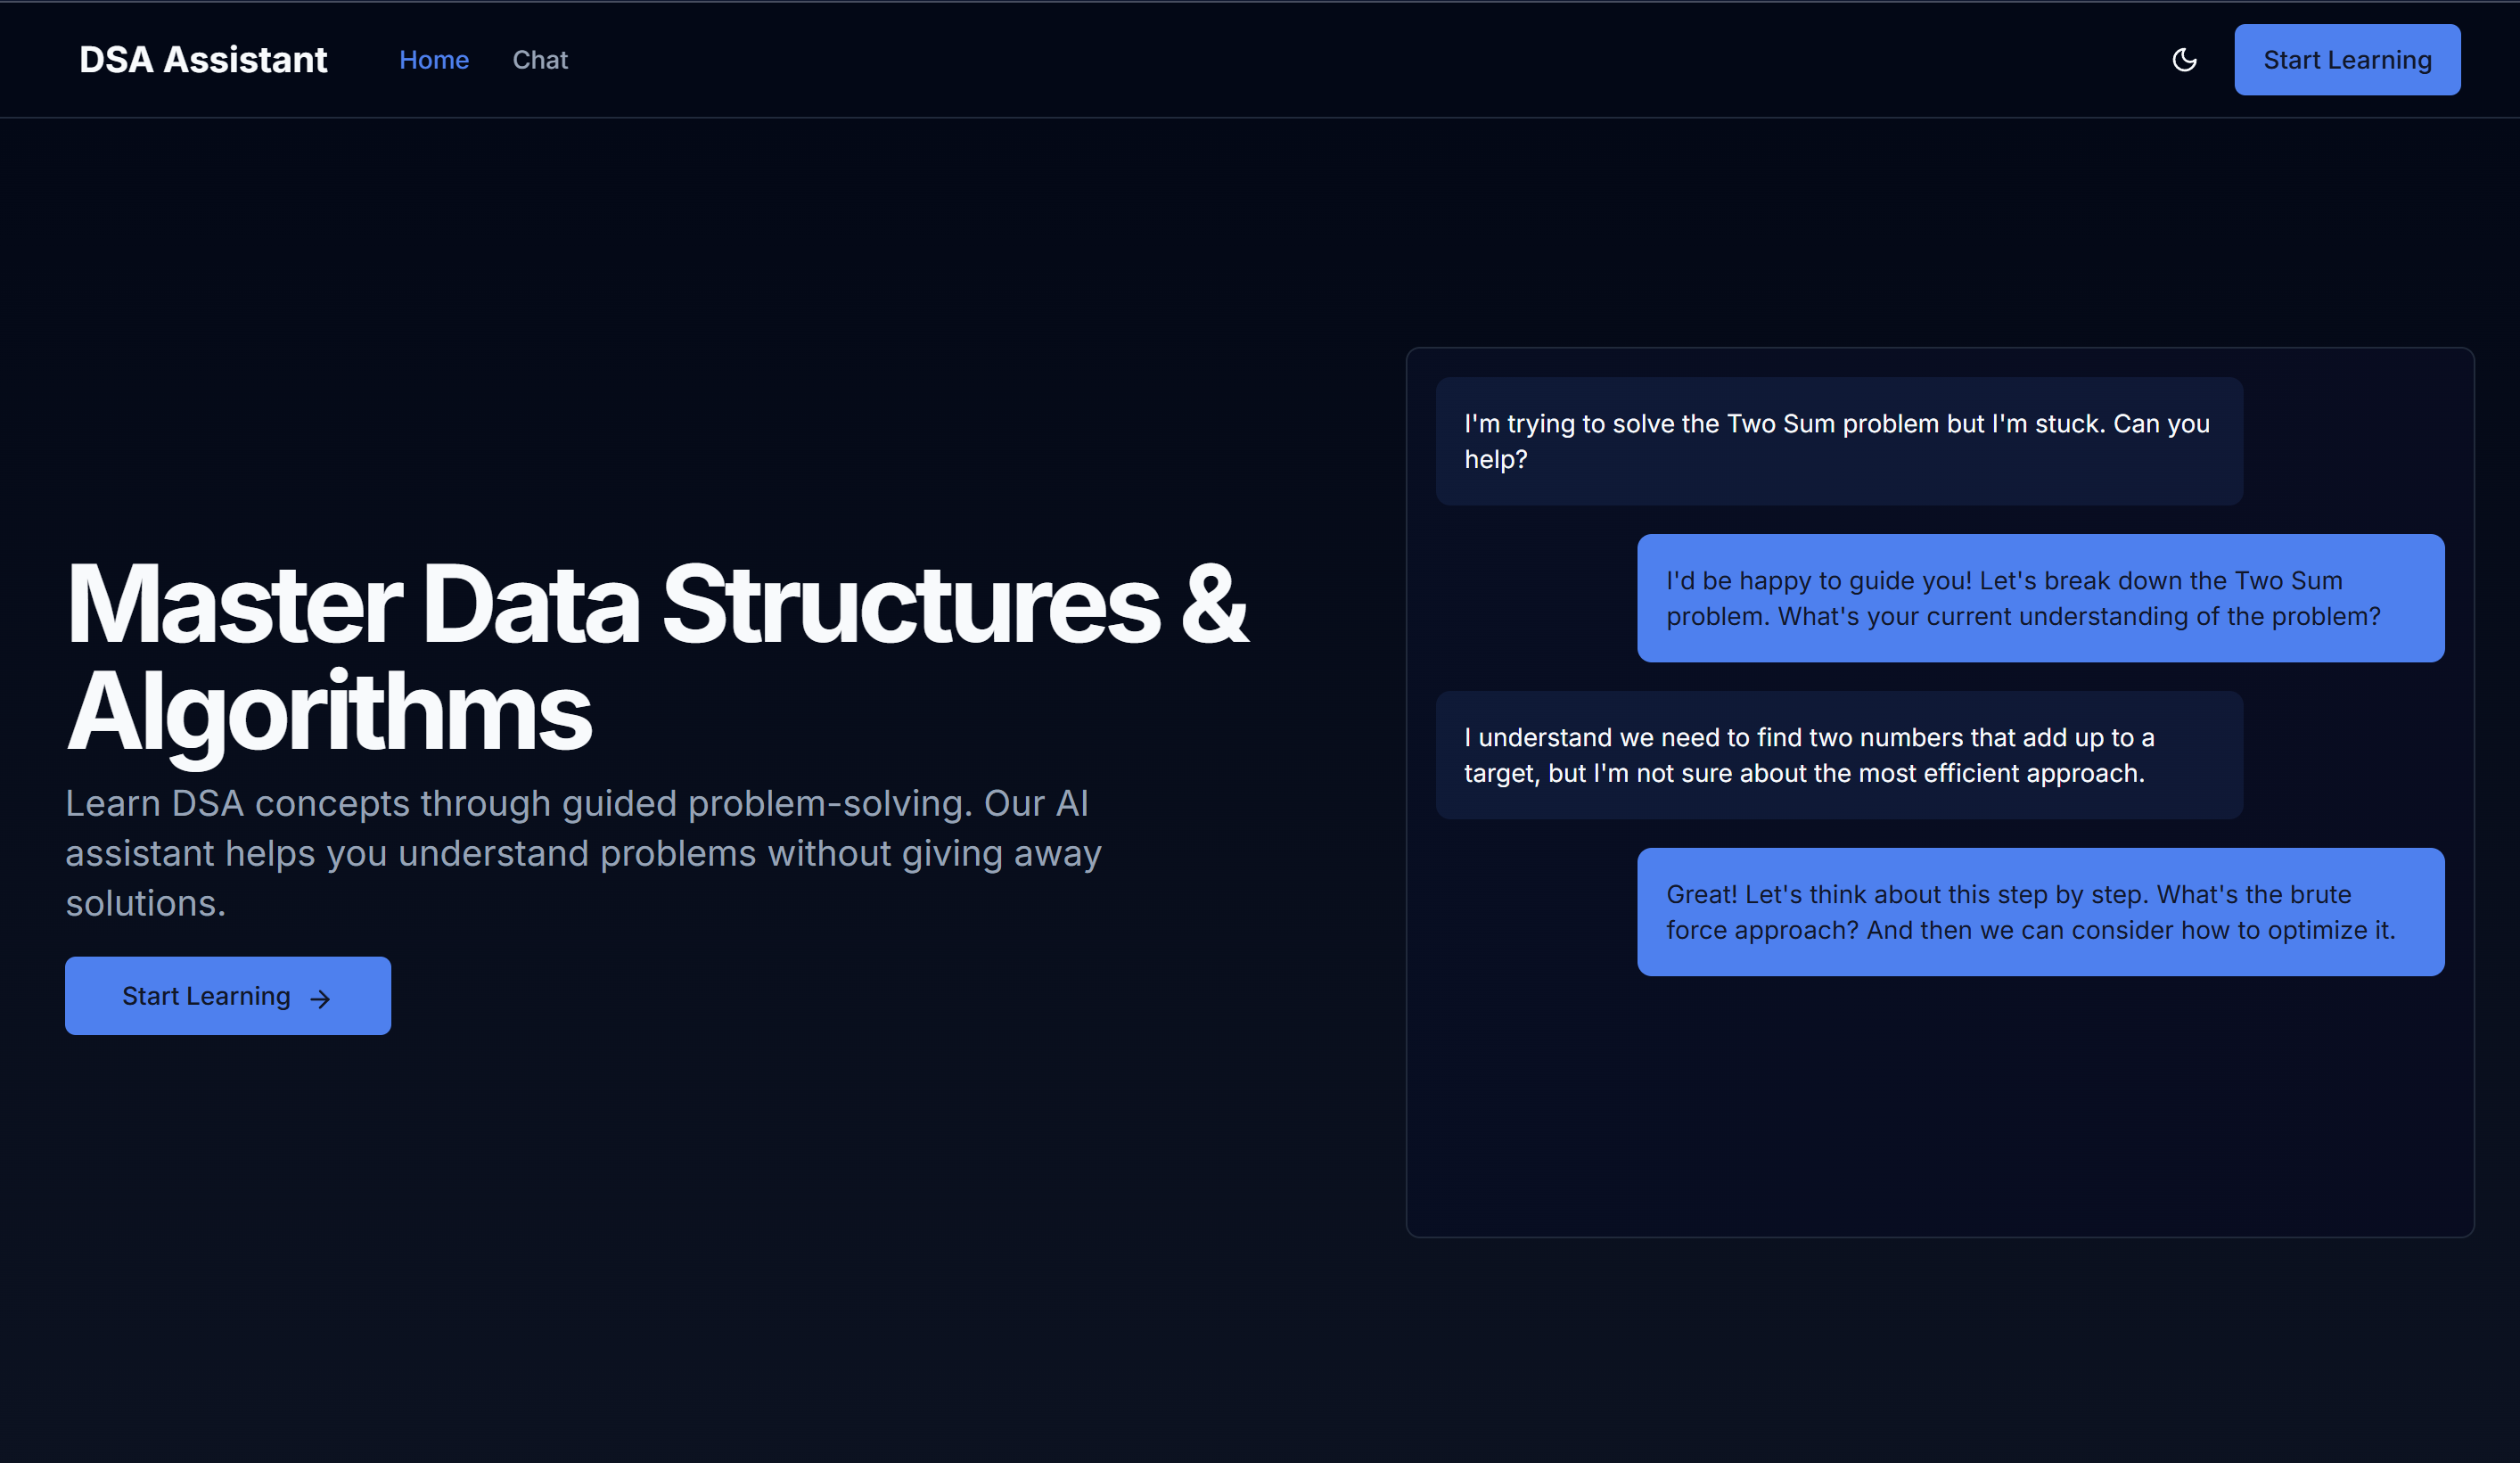 DSA Assistant
Home
Chat
Start Learning
Master Data Structures &
Algorithms
Learn DSA concepts through guided problem-solving. Our AI
assistant helps you understand problems without giving away
solutions.
Start Learning →
I'm trying to solve the Two Sum problem but I'm stuck. Can you
help?
I'd be happy to guide you! Let's break down the Two Sum
problem. What's your current understanding of the problem?
I understand we need to find two numbers that add up to a
target, but I'm not sure about the most efficient approach.
Great! Let's think about this step by step. What's the brute
force approach? And then we can consider how to optimize it.